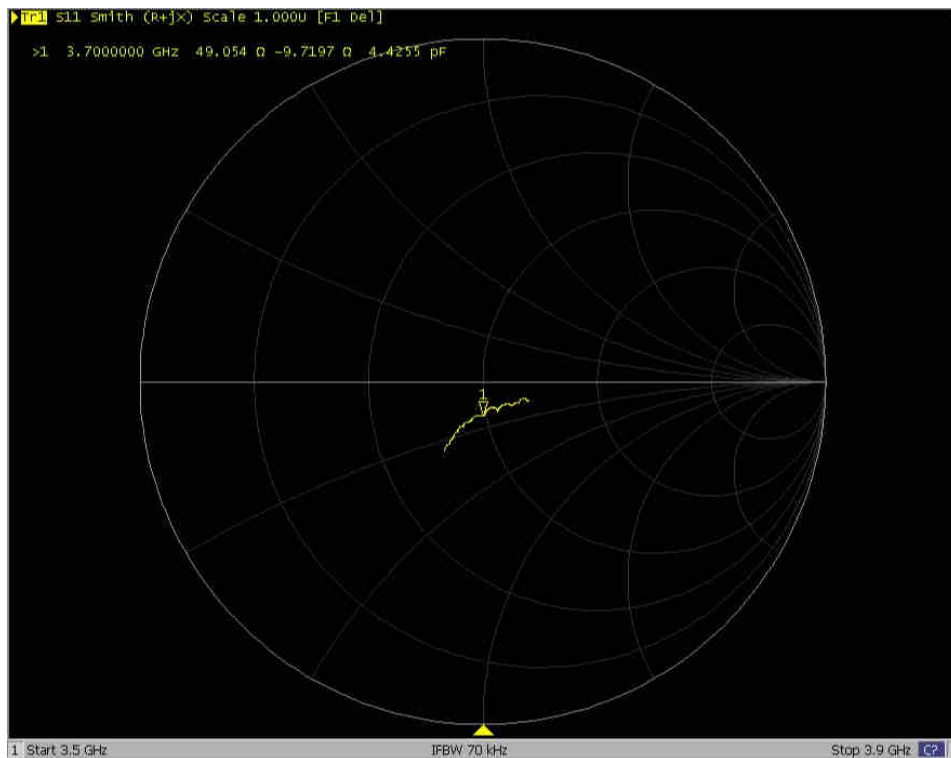 Tr1 S11 Smith (R+jX) Scale 1.000U [F1 Del]
>1 3.7000000 GHz 49.054 Ω -9.7197 Ω 4.4255 pF
1
1 Start 3.5 GHz IFBW 70 kHz Stop 3.9 GHz C?